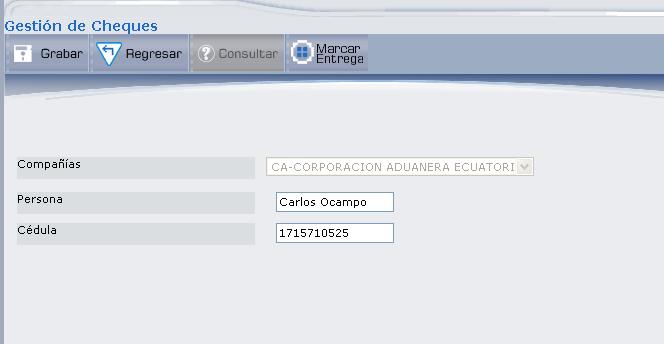 Gestión de Cheques
Grabar Regresar Consultar Marcar Entrega
Compañías CA-CORPORACION ADUANERA ECUATORI
Persona Carlos Ocampo
Cédula 1715710525